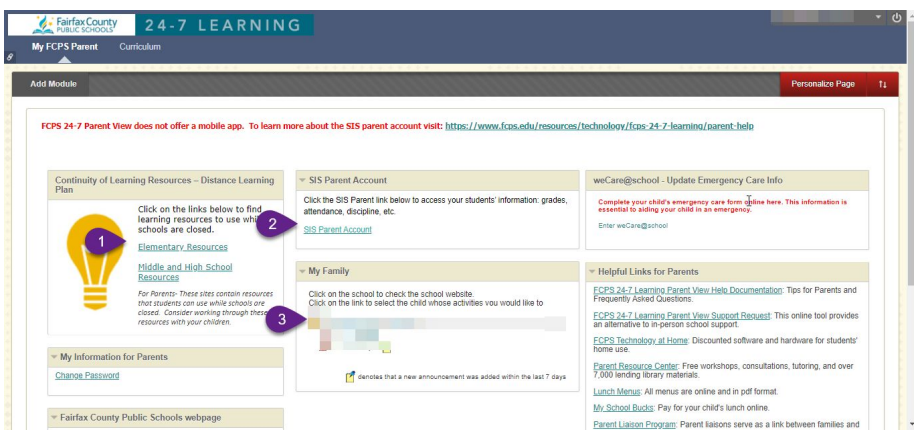 Fairfax County
PUBLIC SCHOOLS
24-7 LEARNING
My FCPS Parent Curriculum
Add Module
Personalize Page
FCPS 24-7 Parent View does not offer a mobile app. To learn more about the SIS parent account visit: https://www.fcps.edu/resources/technology/fcps-24-7-learning/parent-help
Continuity of Learning Resources – Distance Learning
Plan
Click on the links below to find
learning resources to use while
schools are closed.
1
Elementary Resources
Middle and High School
Resources
For Parents- These sites contain resources
that students can use while schools are
closed. Consider working through these
resources with your children.
My Information for Parents
Change Password
Fairfax County Public Schools webpage
SIS Parent Account
Click the SIS Parent link below to access your students' information: grades,
attendance, discipline, etc.
2
SIS Parent Account
My Family
Click on the school to check the school website.
Click on the link to select the child whose activities you would like to
3
denotes that a new announcement was added within the last 7 days
weCare@school - Update Emergency Care Info
Complete your child's emergency care form online here. This information is
essential to aiding your child in an emergency.
Enter weCare@school
Helpful Links for Parents
FCPS 24-7 Learning Parent View Help Documentation: Tips for Parents and
Frequently Asked Questions.
FCPS 24-7 Learning Parent View Support Request: This online tool provides
an alternative to in-person school support.
FCPS Technology at Home: Discounted software and hardware for students'
home use.
Parent Resource Center: Free workshops, consultations, tutoring, and over
7,000 lending library materials.
Lunch Menus: All menus are online and in pdf format.
My School Bucks: Pay for your child's lunch online.
Parent Liaison Program: Parent liaisons serve as a link between families and